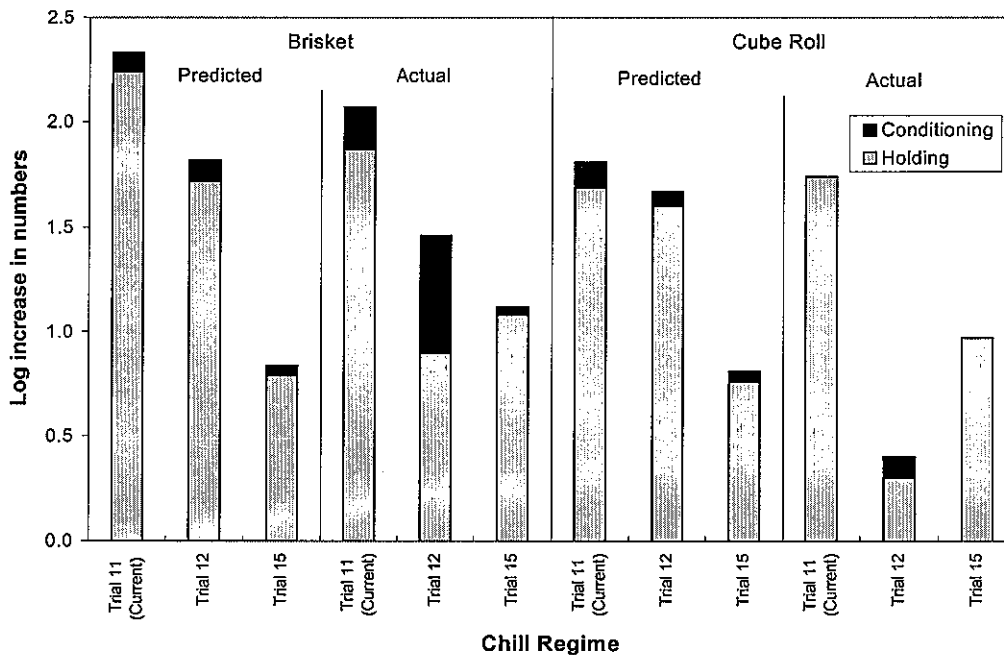 2.5
2.0
1.5
1.0
0.5
0.0
Log increase in numbers
Brisket
Cube Roll
Predicted
Actual
Predicted
Actual
Conditioning
Holding
Trial 11
(Current)
Trial 12
Trial 15
Trial 11
(Current)
Trial 12
Trial 15
Trial 11
(Current)
Trial 12
Trial 15
Trial 11
(Current)
Trial 12
Trial 15
Chill Regime